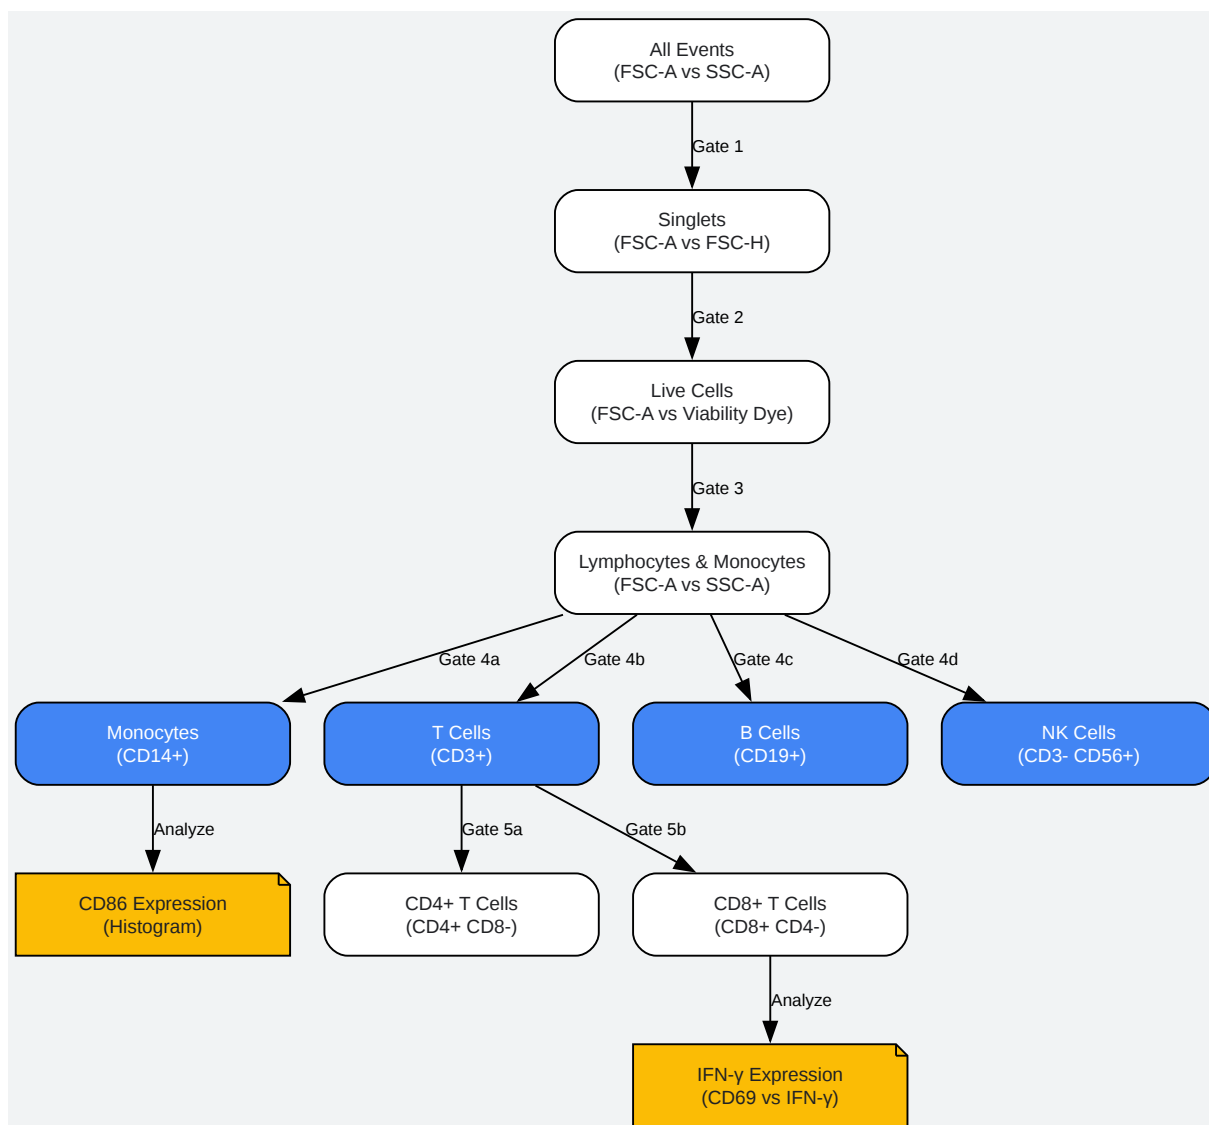 All Events
(FSC-A vs SSC-A)
Gate 1
Singlets
(FSC-A vs FSC-H)
Gate 2
Live Cells
(FSC-A vs Viability Dye)
Gate 3
Lymphocytes & Monocytes
(FSC-A vs SSC-A)
Gate 4a
Gate 4b
Gate 4c
Gate 4d
Monocytes
(CD14+)
T Cells
(CD3+)
B Cells
(CD19+)
NK Cells
(CD3- CD56+)
Analyze
Gate 5a
Gate 5b
CD86 Expression
(Histogram)
CD4+ T Cells
(CD4+ CD8-)
CD8+ T Cells
(CD8+ CD4-)
Analyze
IFN-γ Expression
(CD69 vs IFN-γ)